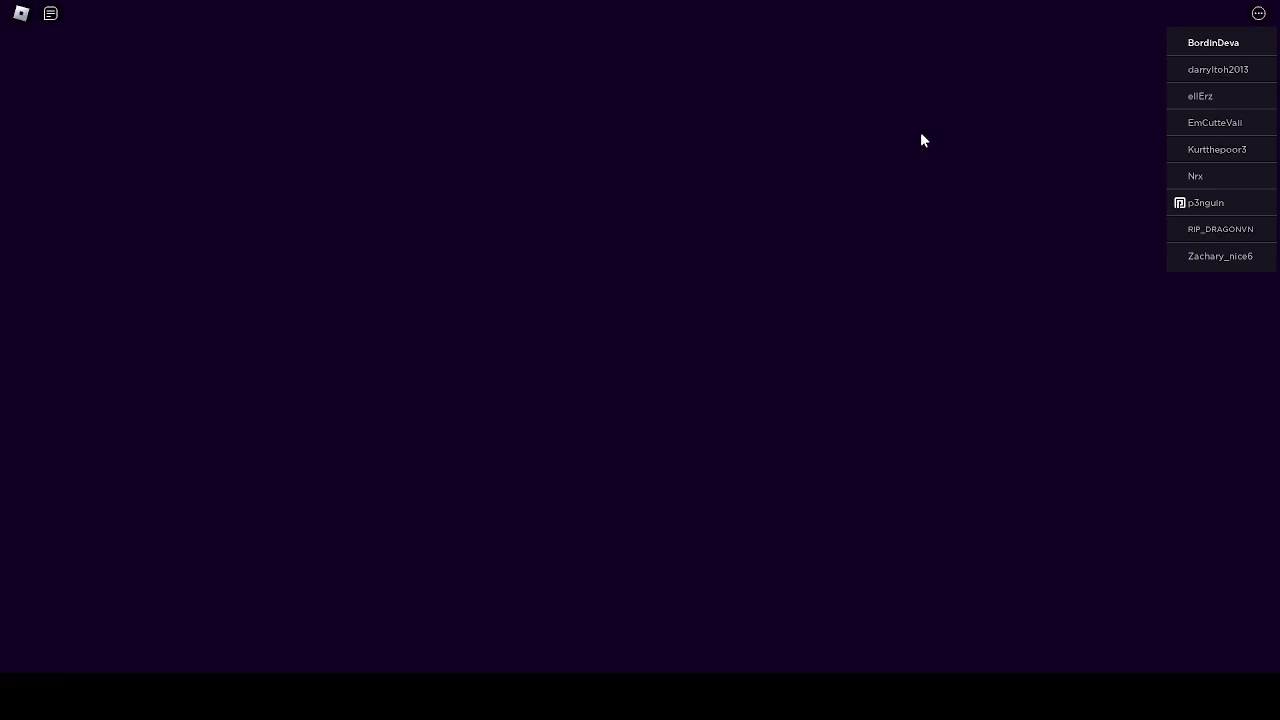 BordinDeva
darryltoh2013
ellErz
EmCutteVall
Kurtthepoor3
Nrx
p3nguin
RIP_DRAGONVN
Zachary_nice6